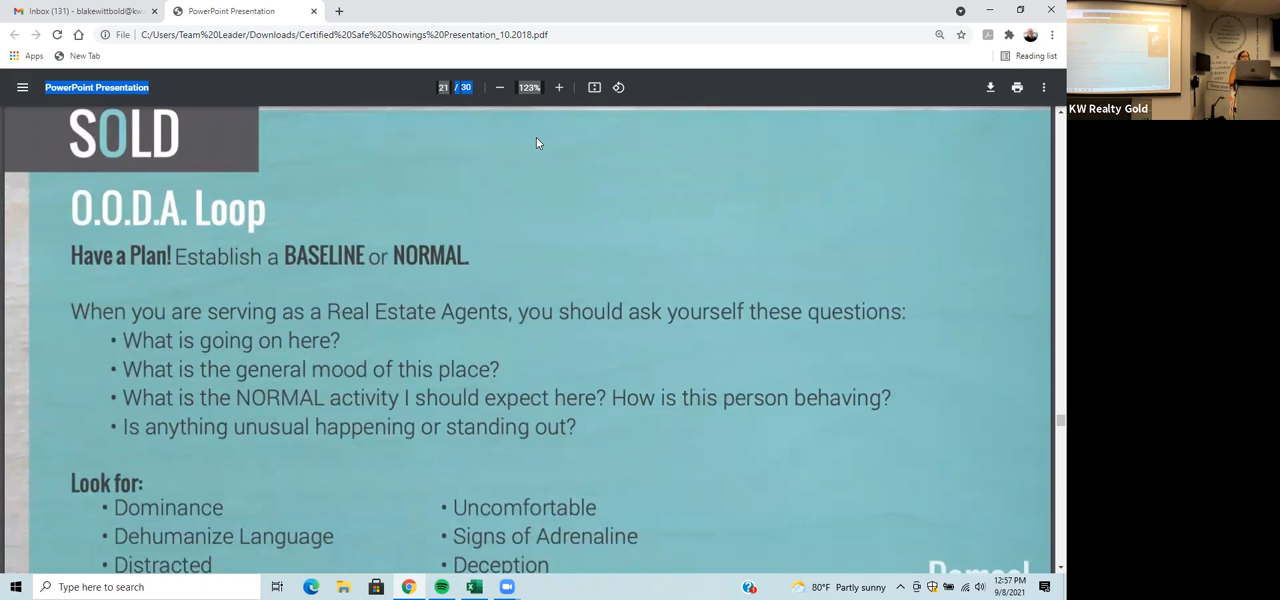 Inbox (131) - blakewittbold@kw
PowerPoint Presentation
File
C:/Users/Team%20Leader/Downloads/Certified%20Safe%20Showings%20Presentation_10.2018.pdf
Apps
New Tab
Reading list
PowerPoint Presentation
21 / 30
123%
KW Realty Gold
SOLD
O.O.D.A. Loop
Have a Plan! Establish a BASELINE or NORMAL.
When you are serving as a Real Estate Agents, you should ask yourself these questions:
• What is going on here?
• What is the general mood of this place?
• What is the NORMAL activity I should expect here? How is this person behaving?
• Is anything unusual happening or standing out?
Look for:
• Dominance
• Uncomfortable
• Dehumanize Language
• Signs of Adrenaline
• Distracted
• Deception
Type here to search
80°F Partly sunny
12:57 PM
9/8/2021